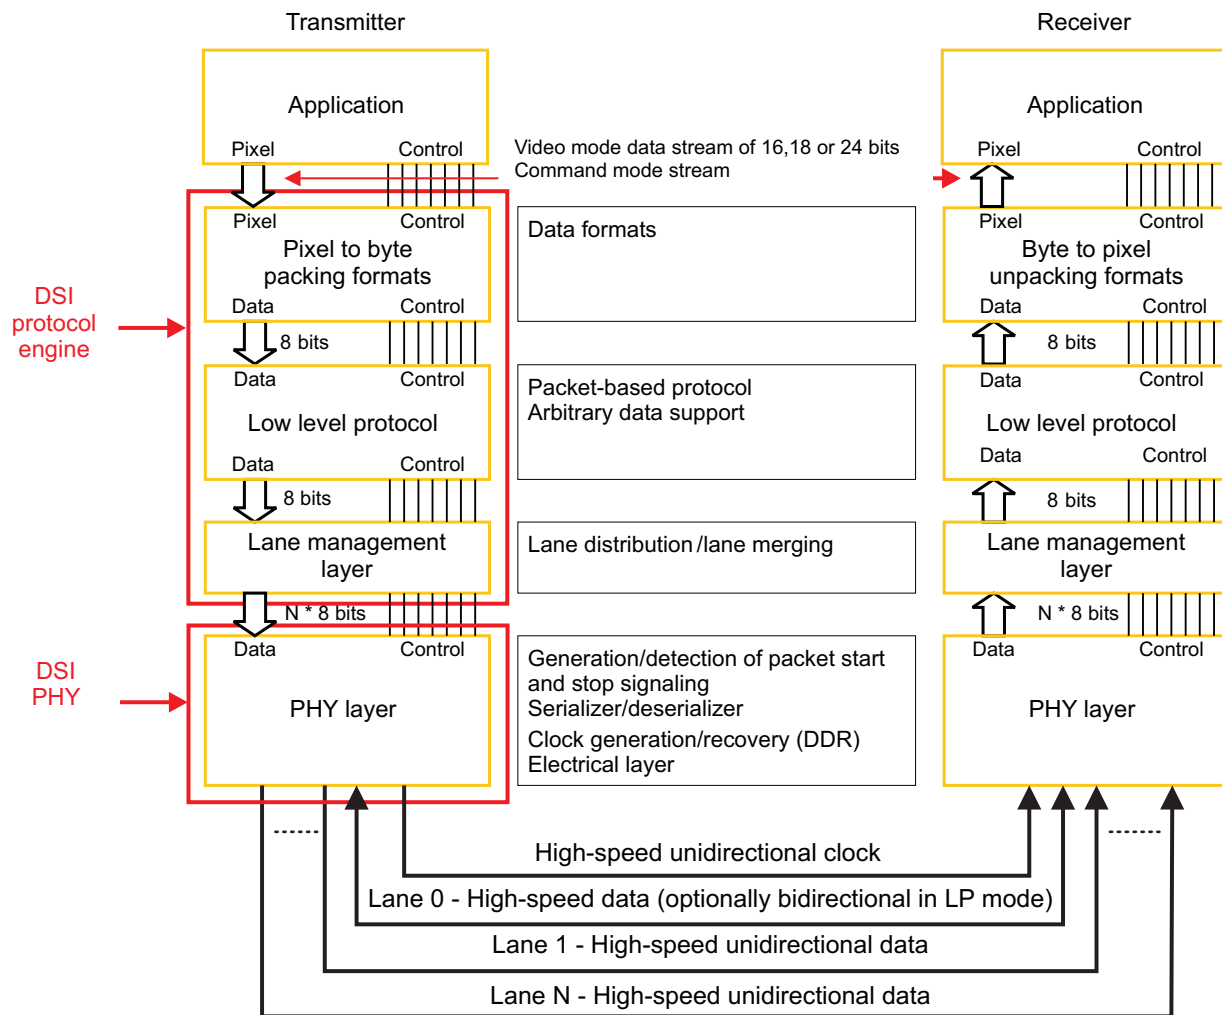 Transmitter
Receiver
Application
Application
Pixel
Control
Video mode data stream of 16,18 or 24 bits
Command mode stream
Pixel
Control
Pixel
Control
Pixel to byte
packing formats
Data
Control
Data formats
Pixel
Control
Byte to pixel
unpacking formats
Data
Control
DSI
protocol
engine
8 bits
8 bits
Data
Control
Low level protocol
Data
Control
Packet-based protocol
Arbitrary data support
Data
Control
Low level protocol
Data
Control
8 bits
8 bits
Lane management
layer
Lane distribution/lane merging
Lane management
layer
N * 8 bits
N * 8 bits
DSI
PHY
Data
Control
PHY layer
Generation/detection of packet start
and stop signaling
Serializer/deserializer
Clock generation/recovery (DDR)
Electrical layer
Data
Control
PHY layer
High-speed unidirectional clock
Lane 0 - High-speed data (optionally bidirectional in LP mode)
Lane 1 - High-speed unidirectional data
Lane N - High-speed unidirectional data